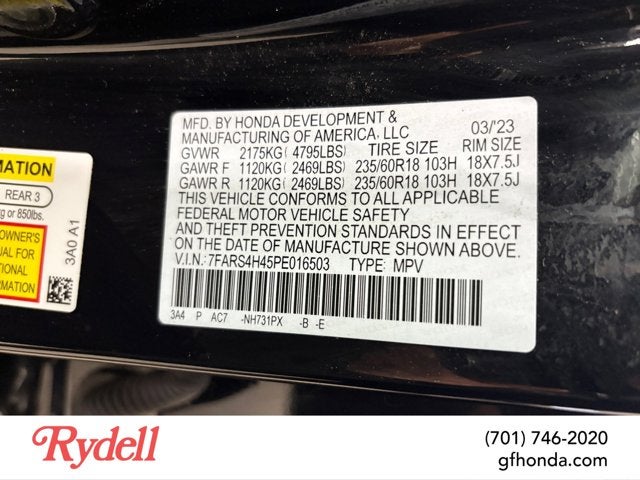 MFD. BY HONDA DEVELOPMENT &
MANUFACTURING OF AMERICA, LLC 03/'23
GVWR 2175KG( 4795LBS) TIRE SIZE RIM SIZE
GAWR F 1120KG( 2469LBS) 235/60R18 103H 18X7.5J
GAWR R 1120KG( 2469LBS) 235/60R18 103H 18X7.5J
THIS VEHICLE CONFORMS TO ALL APPLICABLE
FEDERAL MOTOR VEHICLE SAFETY
AND THEFT PREVENTION STANDARDS IN EFFECT
ON THE DATE OF MANUFACTURE SHOWN ABOVE.
V.I.N.:7FARS4H45PE016503 TYPE: MPV
3A4 P AC7 -NH731PX -B -E
MATION
REAR 3
or 850lbs.
OWNER'S
UAL FOR
TIONAL
RMATION
3A0 A1
Rydell
(701) 746-2020
gfhonda.com